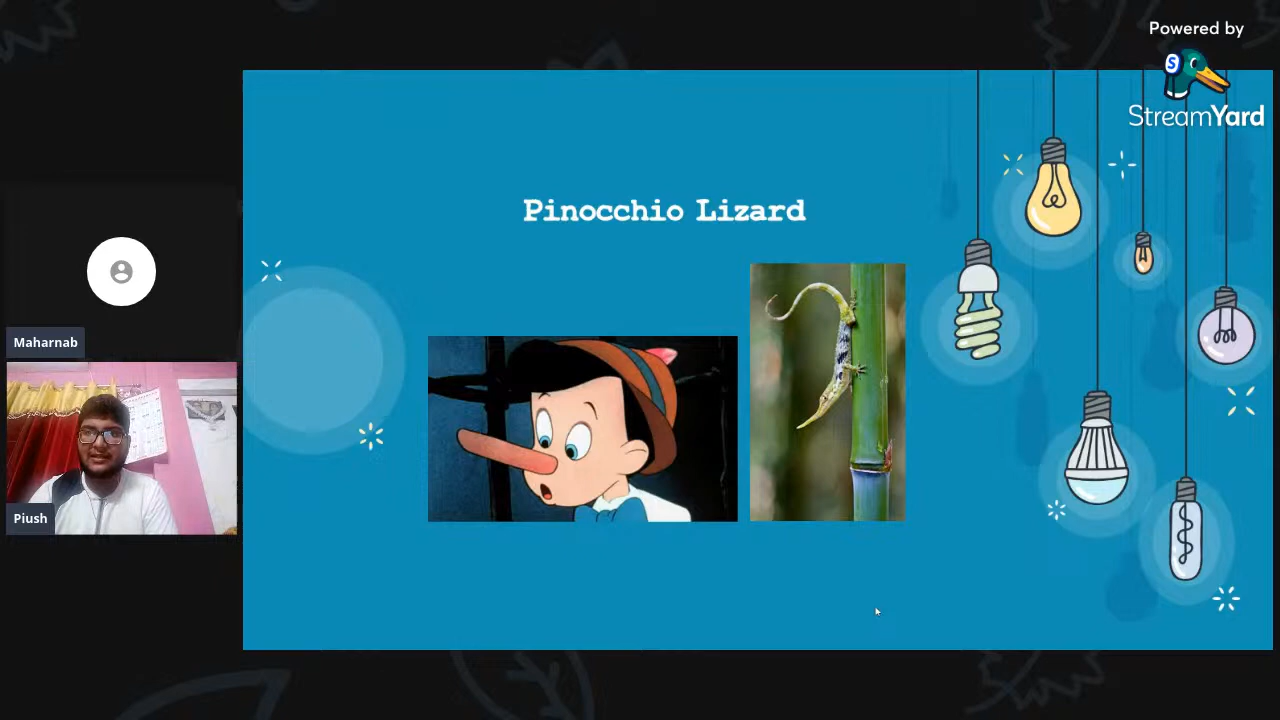 Powered by
StreamYard
Pinocchio Lizard
Maharnab
Piush